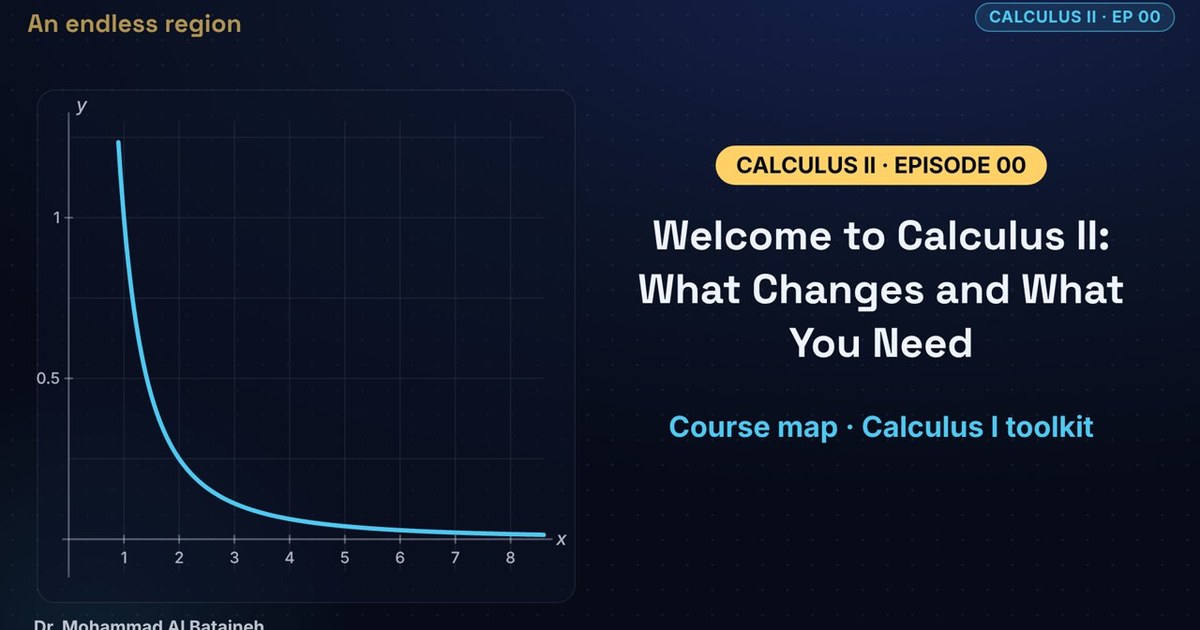 An endless region
CALCULUS II · EP 00
y
1
0.5
1 2 3 4 5 6 7 8
x
CALCULUS II · EPISODE 00
Welcome to Calculus II:
What Changes and What
You Need
Course map · Calculus I toolkit
Dr. Mohammad Al Bataineh